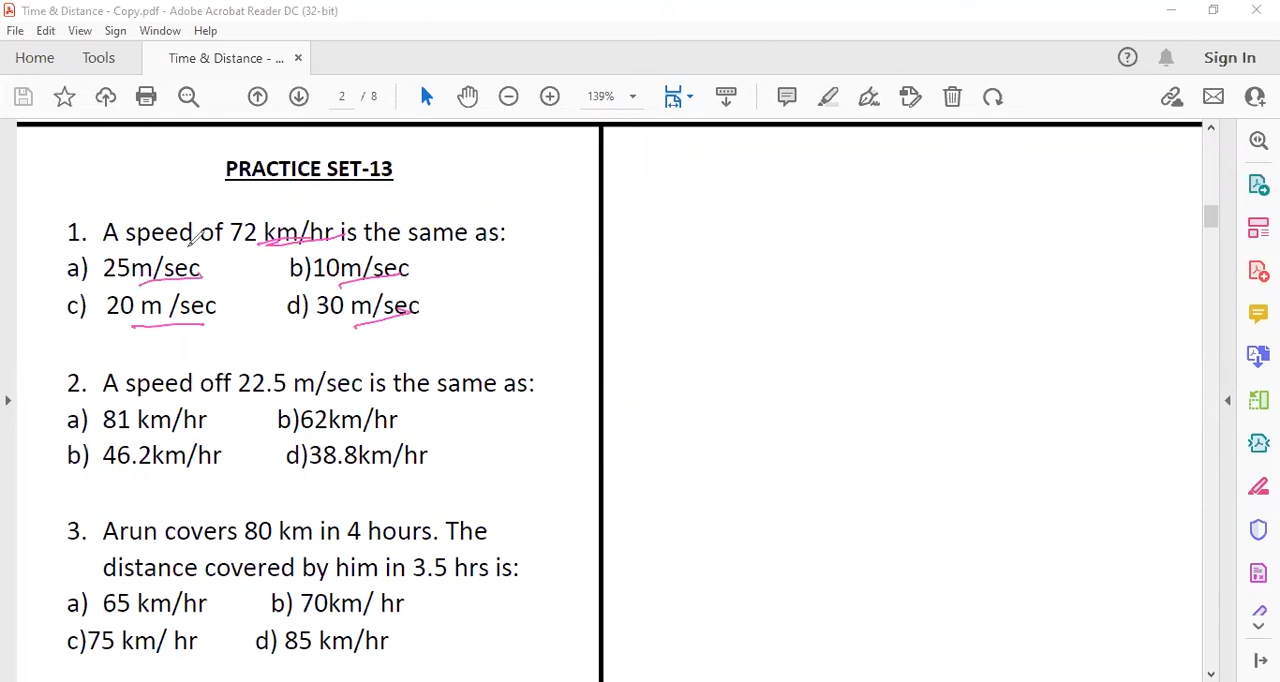 Time & Distance - Copy.pdf - Adobe Acrobat Reader DC (32-bit)
File Edit View Sign Window Help
Home Tools Time & Distance - ... × Sign In
2 / 8 139%
PRACTICE SET-13
1. A speed of 72 km/hr is the same as:
a) 25m/sec b)10m/sec
c) 20 m /sec d) 30 m/sec
2. A speed off 22.5 m/sec is the same as:
a) 81 km/hr b)62km/hr
b) 46.2km/hr d)38.8km/hr
3. Arun covers 80 km in 4 hours. The
distance covered by him in 3.5 hrs is:
a) 65 km/hr b) 70km/ hr
c)75 km/ hr d) 85 km/hr